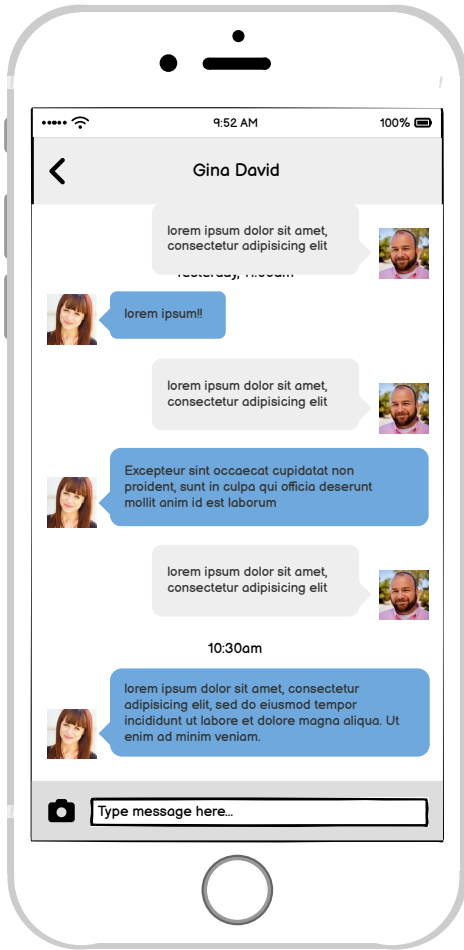 9:52 AM
100%
Gina David
lorem ipsum dolor sit amet,
consectetur adipisicing elit
Yesterday, 11:30am
lorem ipsum!!
lorem ipsum dolor sit amet,
consectetur adipisicing elit
Excepteur sint occaecat cupidatat non
proident, sunt in culpa qui officia deserunt
mollit anim id est laborum
lorem ipsum dolor sit amet,
consectetur adipisicing elit
10:30am
lorem ipsum dolor sit amet, consectetur
adipisicing elit, sed do eiusmod tempor
incididunt ut labore et dolore magna aliqua. Ut
enim ad minim veniam.
Type message here...